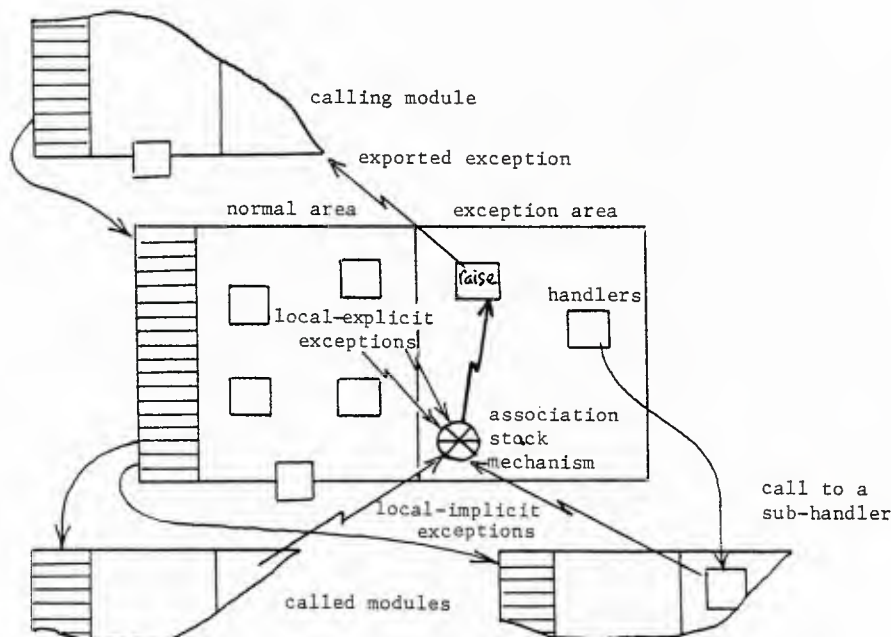 calling module
exported exception
normal area
exception area
raise
handlers
local-explicit
exceptions
association
stack
mechanism
call to a
sub-handler
local-implicit
exceptions
called modules